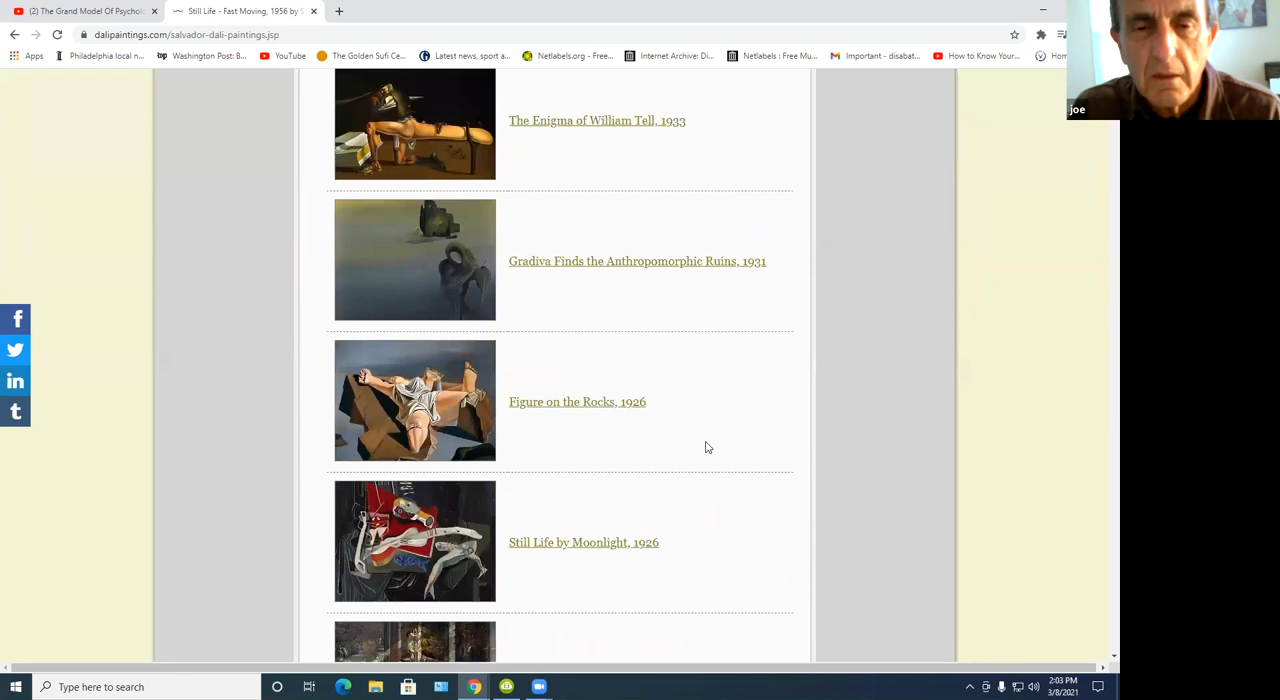 (2) The Grand Model Of Psychol
Still Life - Fast Moving, 1956 by S
dalipaintings.com/salvador-dali-paintings.jsp
Apps
Philadelphia local n...
Washington Post: B...
YouTube
The Golden Sufi Ce...
Latest news, sport a...
Netlabels.org - Free...
Internet Archive: Di...
Netlabels : Free Mu...
Important - disabat...
How to Know Your...
Hom
joe
The Enigma of William Tell, 1933
Gradiva Finds the Anthropomorphic Ruins, 1931
Figure on the Rocks, 1926
Still Life by Moonlight, 1926
Type here to search
2:03 PM
3/8/2021